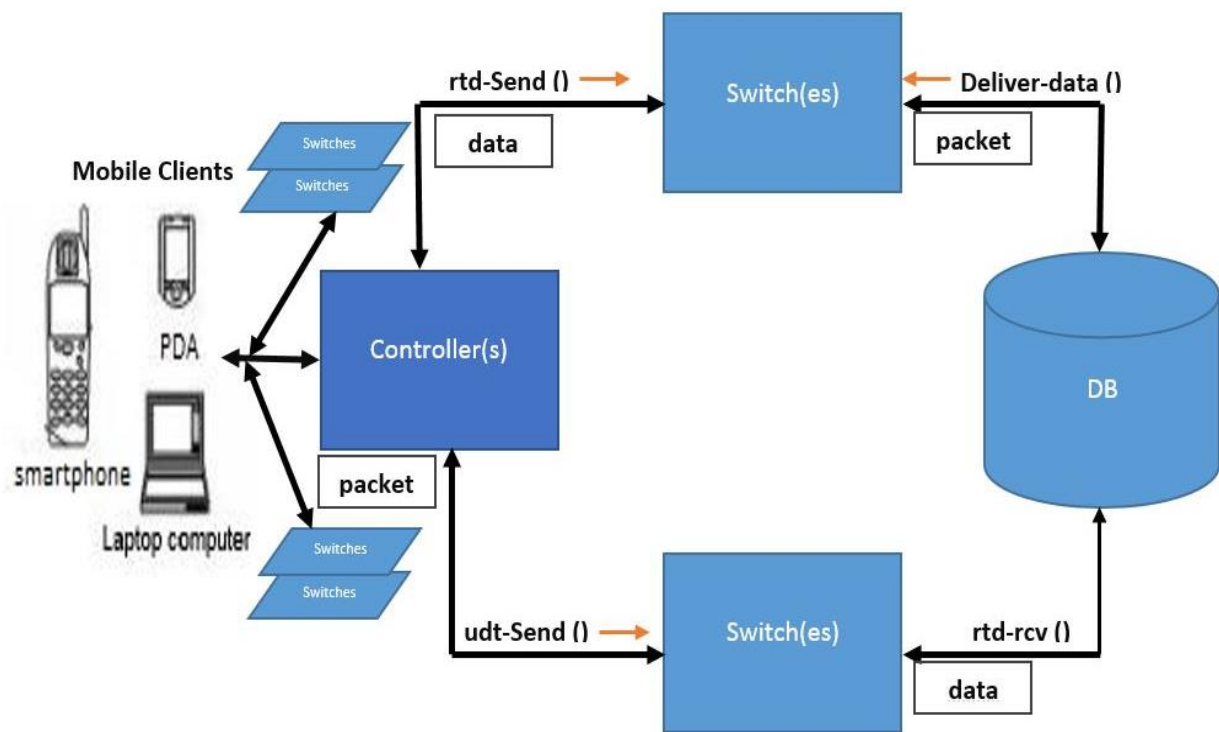 rtd-Send ()
Switch(es)
Deliver-data ()
data
packet
Switches
Switches
Mobile Clients
PDA
smartphone
Laptop computer
Controller(s)
DB
packet
Switches
Switches
udt-Send ()
Switch(es)
rtd-rcv ()
data